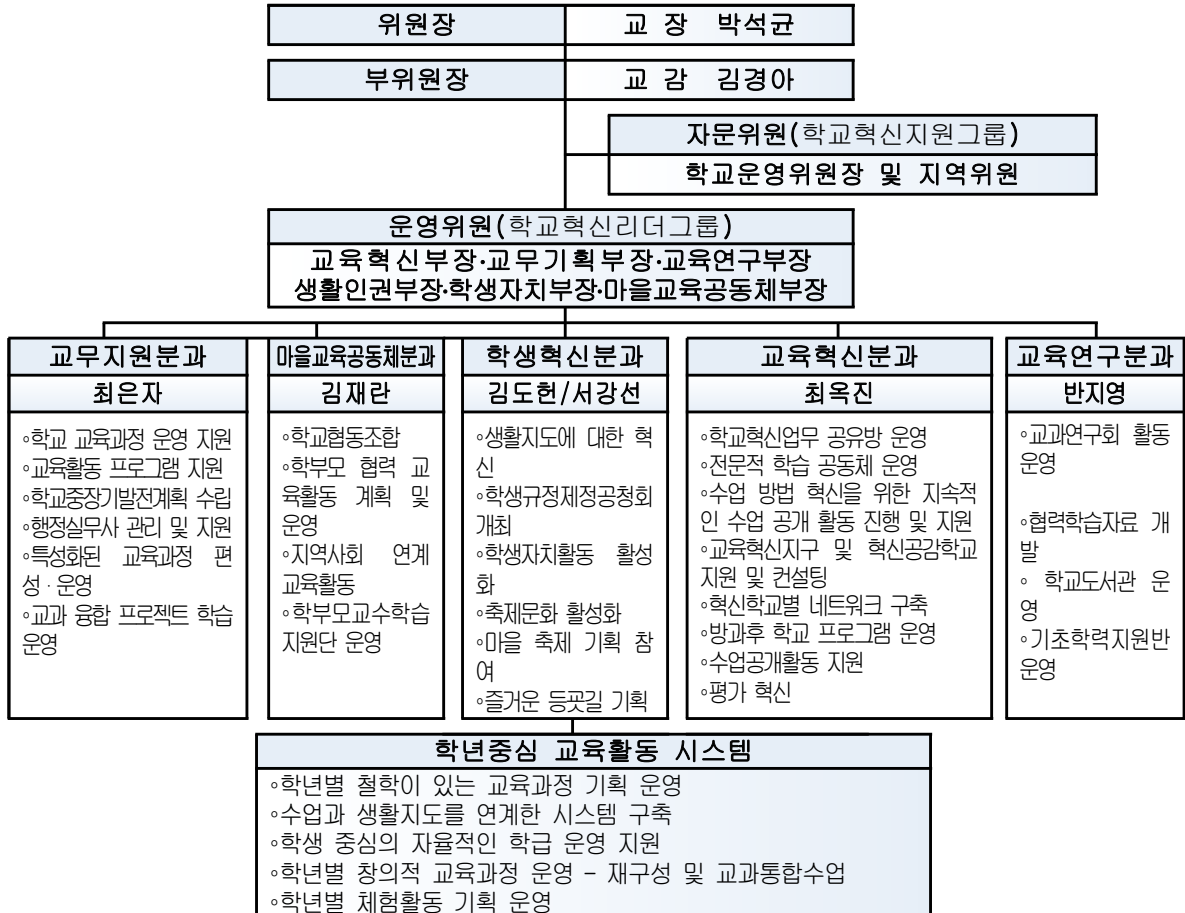 위원장 교 장 박석균
부위원장 교 감 김경아
자문위원(학교혁신지원그룹)
학교운영위원장 및 지역위원
운영위원(학교혁신리더그룹)
교육혁신부장·교무기획부장·교육연구부장
생활인권부장·학생자치부장·마을교육공동체부장
교무지원분과
최은자
◦학교 교육과정 운영 지원
◦교육활동 프로그램 지원
◦학교중장기발전계획 수립
◦행정실무사 관리 및 지원
◦특성화된 교육과정 편
성·운영
◦교과 융합 프로젝트 학습
운영
마을교육공동체분과
김재란
◦학교협동조합
◦학부모 협력 교
육활동 계획 및
운영
◦지역사회 연계
교육활동
◦학부모교수학습
지원단 운영
학생혁신분과
김도헌/서강선
◦생활지도에 대한 혁
신
◦학생규정제정공청회
개최
◦학생자치활동 활성
화
◦축제문화 활성화
◦마을 축제 기획 참
여
◦즐거운 등굣길 기획
교육혁신분과
최옥진
◦학교혁신업무 공유방 운영
◦전문적 학습 공동체 운영
◦수업 방법 혁신을 위한 지속적
인 수업 공개 활동 진행 및 지원
◦교육혁신지구 및 혁신공감학교
지원 및 컨설팅
◦혁신학교별 네트워크 구축
◦방과후 학교 프로그램 운영
◦수업공개활동 지원
◦평가 혁신
교육연구분과
반지영
◦교과연구회 활동
운영
◦협력학습자료 개
발
◦ 학교도서관 운
영
◦기초학력지원반
운영
학년중심 교육활동 시스템
◦학년별 철학이 있는 교육과정 기획 운영
◦수업과 생활지도를 연계한 시스템 구축
◦학생 중심의 자율적인 학급 운영 지원
◦학년별 창의적 교육과정 운영 – 재구성 및 교과통합수업
◦학년별 체험활동 기획 운영